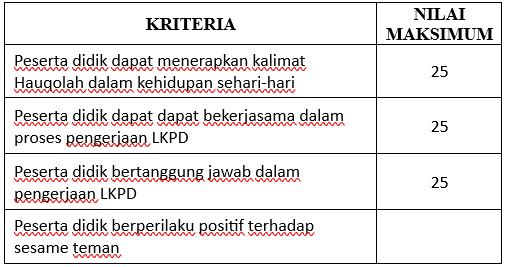 KRITERIA
NILAI
MAKSIMUM
Peserta didik dapat menerapkan kalimat
Hauqolah dalam kehidupan sehari-hari
25
Peserta didik dapat dapat bekerjasama dalam
proses pengerjaan LKPD
25
Peserta didik bertanggung jawab dalam
pengerjaan LKPD
25
Peserta didik berperilaku positif terhadap
sesame teman